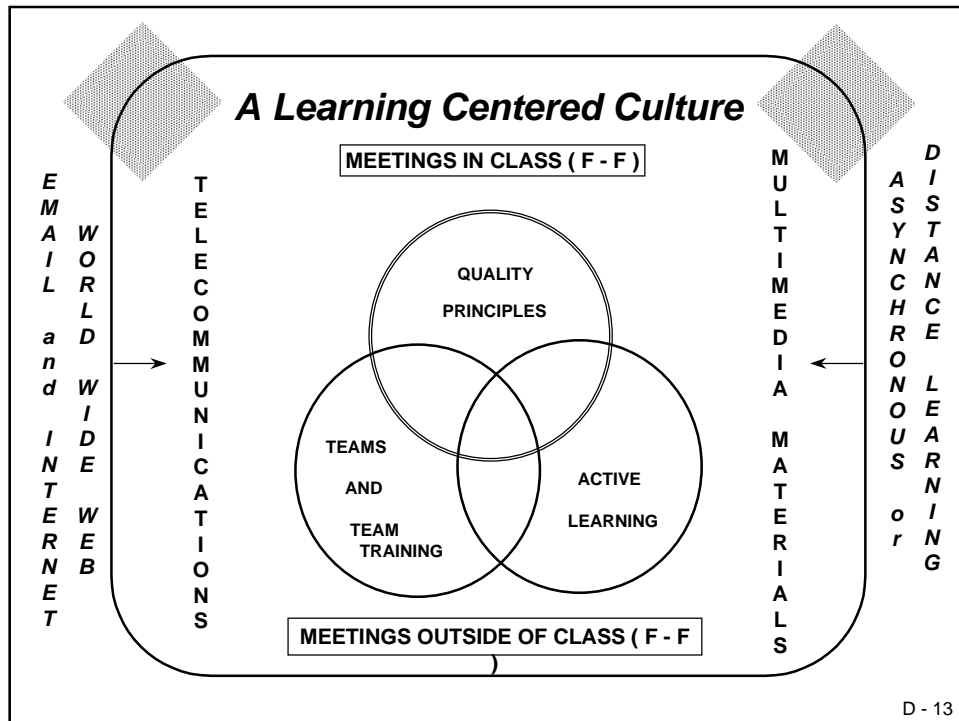 A Learning Centered Culture
MEETINGS IN CLASS ( F - F )
EMAIL and INTERNET
WORLD WIDE WEB
TELECOMMUNICATIONS
QUALITY
PRINCIPLES
TEAMS
AND
TEAM
TRAINING
ACTIVE
LEARNING
MULTIMEDIA MATERIALS
ASYNCHRONOUS or
DISTANCE LEARNING
MEETINGS OUTSIDE OF CLASS ( F - F
)
D - 13